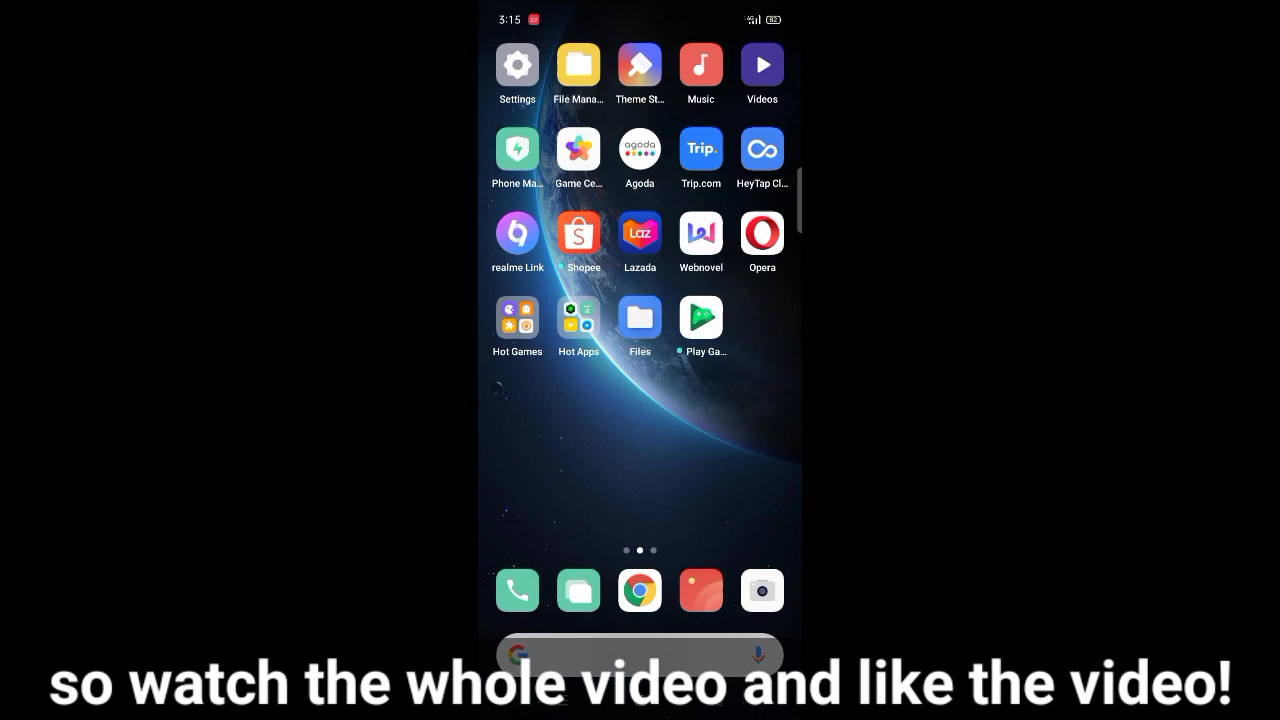 3:15 82
Settings File Mana... Theme St... Music Videos
agoda Trip.
Phone Ma... Game Ce... Agoda Trip.com HeyTap Cl...
S Laz
realme Link Shopee Lazada Webnovel Opera
Hot Games Hot Apps Files Play Ga...
so watch the whole video and like the video!